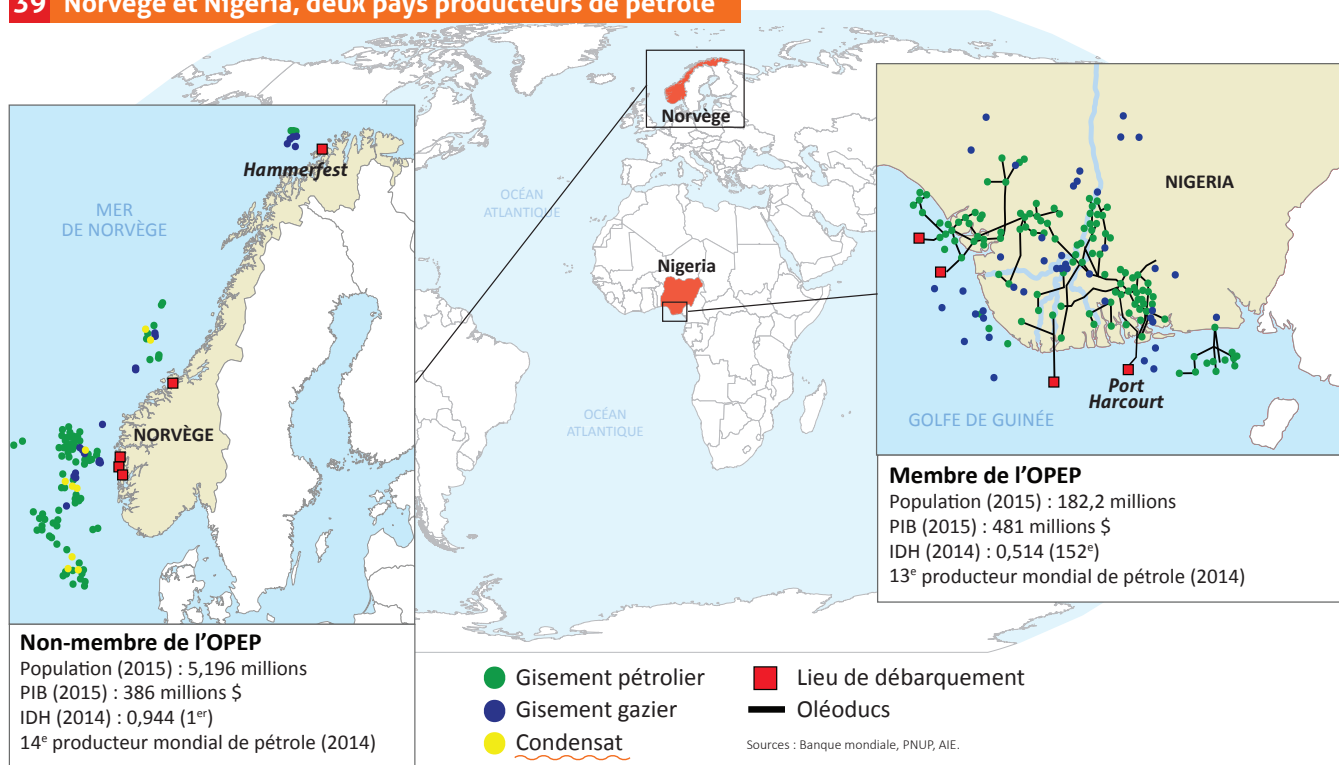 39 Norvège et Nigeria, deux pays producteurs de pétrole
Norvège
Nigeria
OCÉAN
ATLANTIQUE
OCÉAN
ATLANTIQUE
Hammerfest
MER
DE NORVÈGE
NORVÈGE
Non-membre de l'OPEP
Population (2015) : 5,196 millions
PIB (2015) : 386 millions $
IDH (2014) : 0,944 (1er)
14e producteur mondial de pétrole (2014)
NIGERIA
Port
Harcourt
GOLFE DE GUINÉE
Membre de l'OPEP
Population (2015) : 182,2 millions
PIB (2015) : 481 millions $
IDH (2014) : 0,514 (152e)
13e producteur mondial de pétrole (2014)
Gisement pétrolier
Gisement gazier
Condensat
Lieu de débarquement
Oléoducs
Sources : Banque mondiale, PNUP, AIE.